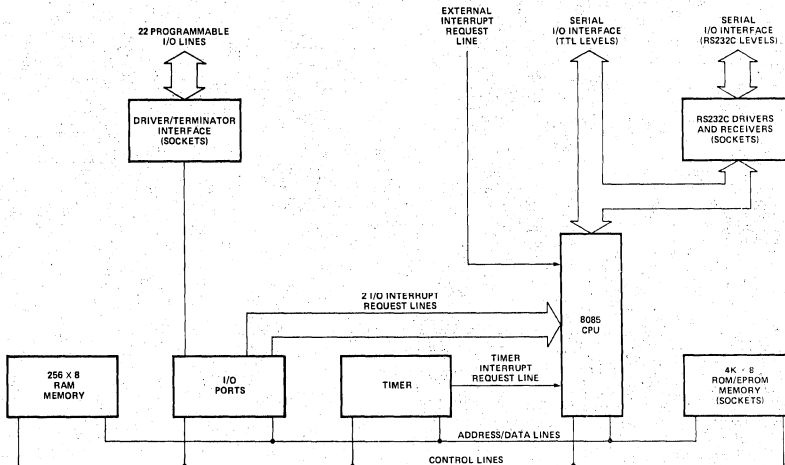 22 PROGRAMMABLE
I/O LINES
EXTERNAL
INTERRUPT
REQUEST
LINE
SERIAL
I/O INTERFACE
(TTL LEVELS)
SERIAL
I/O INTERFACE
(RS232C LEVELS)
DRIVER/TERMINATOR
INTERFACE
(SOCKETS)
RS232C DRIVERS
AND RECEIVERS
(SOCKETS)
2 I/O INTERRUPT
REQUEST LINES
8085
CPU
256 X 8
RAM
MEMORY
I/O
PORTS
TIMER
TIMER
INTERRUPT
REQUEST LINE
4K × 8
ROM/EPROM
MEMORY
(SOCKETS)
ADDRESS/DATA LINES
CONTROL LINES